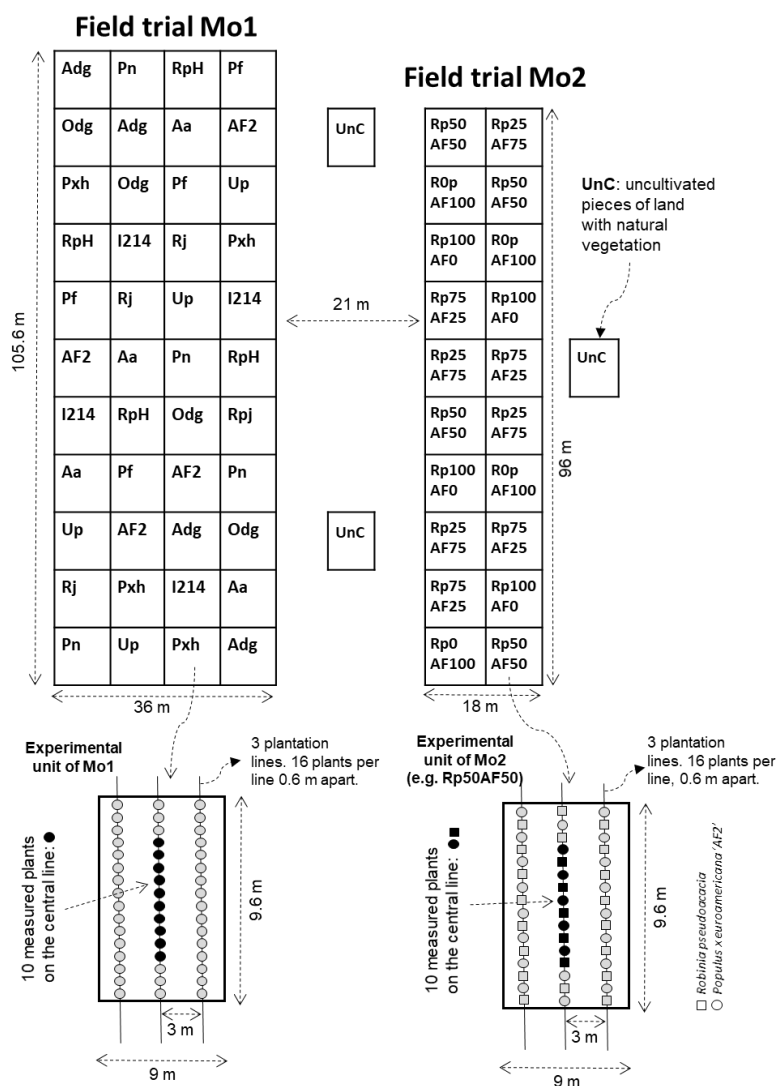 Field trial Mo1
Adg Pn RpH Pf
Odg Adg Aa AF2
Pxh Odg Pf Up
RpH I214 Rj Pxh
Pf Rj Up I214
AF2 Aa Pn RpH
I214 RpH Odg Rpj
Aa Pf AF2 Pn
Up AF2 Adg Odg
Rj Pxh I214 Aa
Pn Up Pxh Adg
105.6 m
36 m
UnC
UnC
21 m
Field trial Mo2
Rp50 Rp25
AF50 AF75
R0p Rp50
AF100 AF50
Rp100 R0p
AF0 AF100
Rp75 Rp100
AF25 AF0
Rp25 Rp75
AF75 AF25
Rp50 Rp25
AF50 AF75
Rp100 R0p
AF0 AF100
Rp25 Rp75
AF75 AF25
Rp75 Rp100
AF25 AF0
Rp0 Rp50
AF100 AF50
96 m
18 m
UnC: uncultivated
pieces of land
with natural
vegetation
UnC
Experimental
unit of Mo1
3 plantation
lines. 16 plants per
line 0.6 m apart.
10 measured plants
on the central line:
9.6 m
3 m
9 m
Experimental
unit of Mo2
(e.g. Rp50AF50)
3 plantation
lines. 16 plants per
line, 0.6 m apart.
10 measured plants
on the central line:
9.6 m
3 m
9 m
Robinia pseudoacacia
Populus x euroamericana 'AF2'